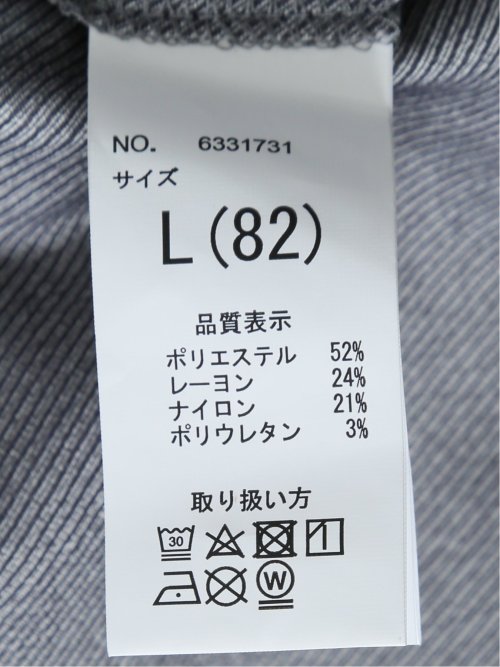 NO. 6331731
サイズ
L(82)
品質表示
ポリエステル 52%
レーヨン 24%
ナイロン 21%
ポリウレタン 3%
取り扱い方
30
W